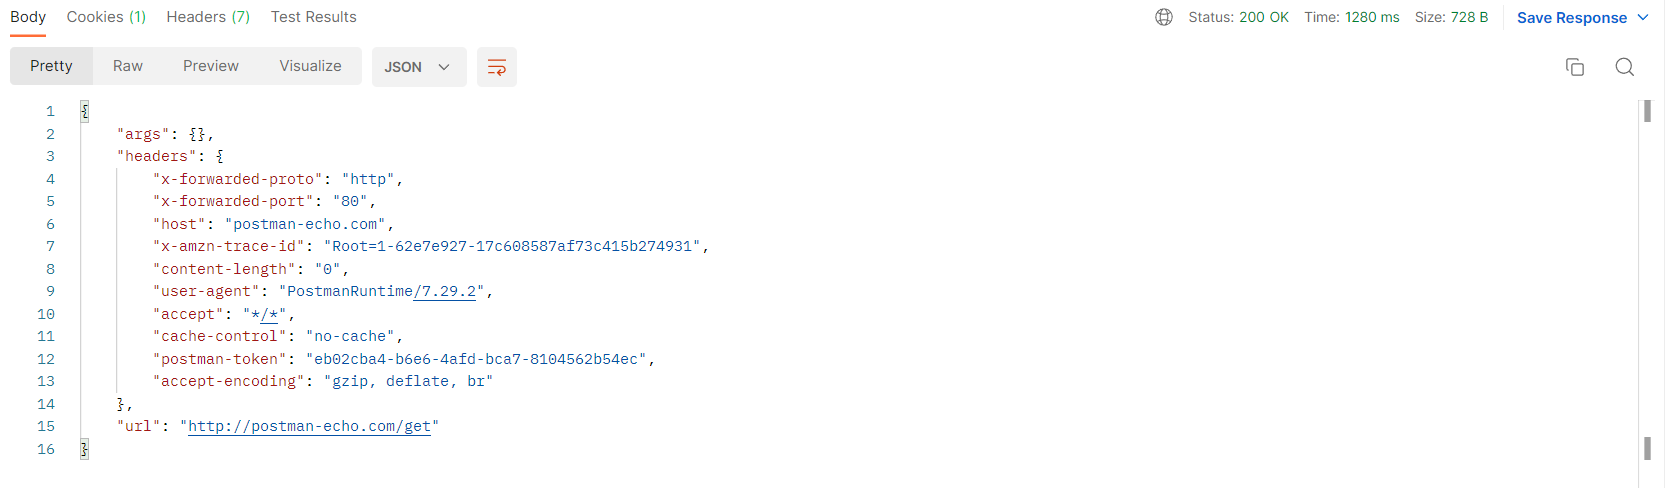 Body Cookies (1) Headers (7) Test Results Status: 200 OK Time: 1280 ms Size: 728 B Save Response
Pretty Raw Preview Visualize JSON
1 {
2 "args": {},
3 "headers": {
4 "x-forwarded-proto": "http",
5 "x-forwarded-port": "80",
6 "host": "postman-echo.com",
7 "x-amzn-trace-id": "Root=1-62e7e927-17c608587af73c415b274931",
8 "content-length": "0",
9 "user-agent": "PostmanRuntime/7.29.2",
10 "accept": "*/*",
11 "cache-control": "no-cache",
12 "postman-token": "eb02cba4-b6e6-4afd-bca7-8104562b54ec",
13 "accept-encoding": "gzip, deflate, br"
14 },
15 "url": "http://postman-echo.com/get"
16 }